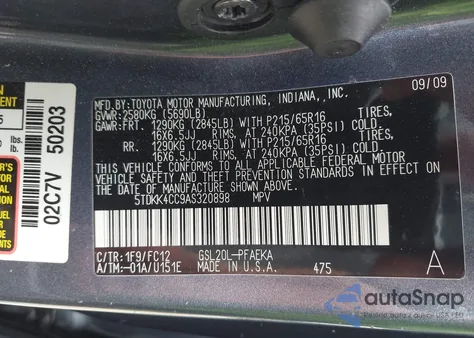 09/09
MFD.BY:TOYOTA MOTOR MANUFACTURING, INDIANA,,INC.
GVWR:2580KG (5690LB)
GAWR:FRT. 1290KG (2845LB) WITH P215/65R16 TIRES,
16X6.5JJ RIMS, AT 240KPA (35PSI) COLD
RR. 1290KG (2845LB) WITH P215/65R16 TIRES,
16X6.5JJ RIMS, AT 240KPA (35PSI) COLD
THIS VEHICLE CONFORMS TO ALL APPLICABLE FEDERAL MOTOR
VEHICLE SAFETY AND THEFT PREVENTION STANDARDS IN EFFECT
ON THE DATE OF MANUFACTURE SHOWN ABOVE.
5TDKK4CC9AS320898 MPV
C/TR:1F9/FC12 GSL20L-PFAEKA
A/TM:-01A/U151E MADE IN U.S.A. 475 A
02C7V 50203
autoSnap